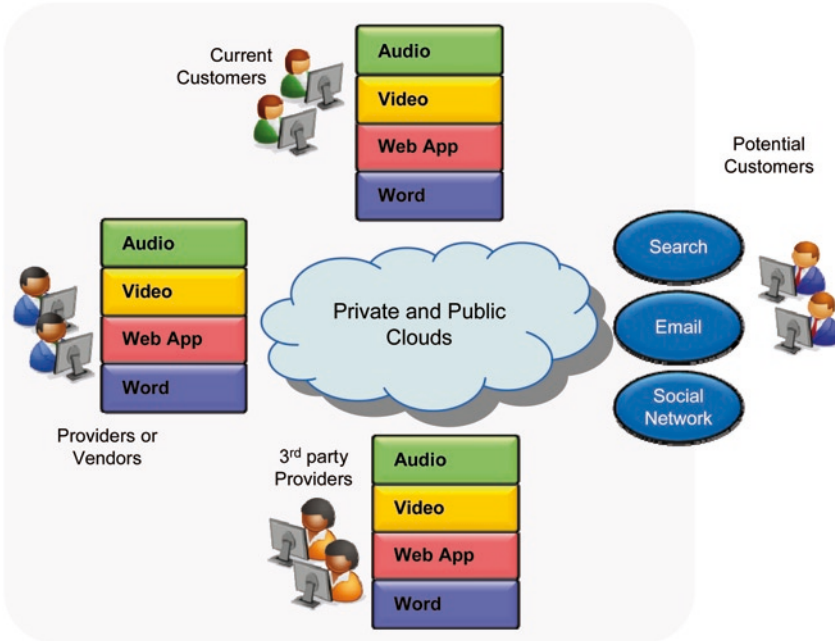 Current
Customers
Audio
Video
Web App
Word
Potential
Customers
Audio
Video
Web App
Word
Providers or
Vendors
Private and Public
Clouds
Search
Email
Social
Network
3rd party
Providers
Audio
Video
Web App
Word